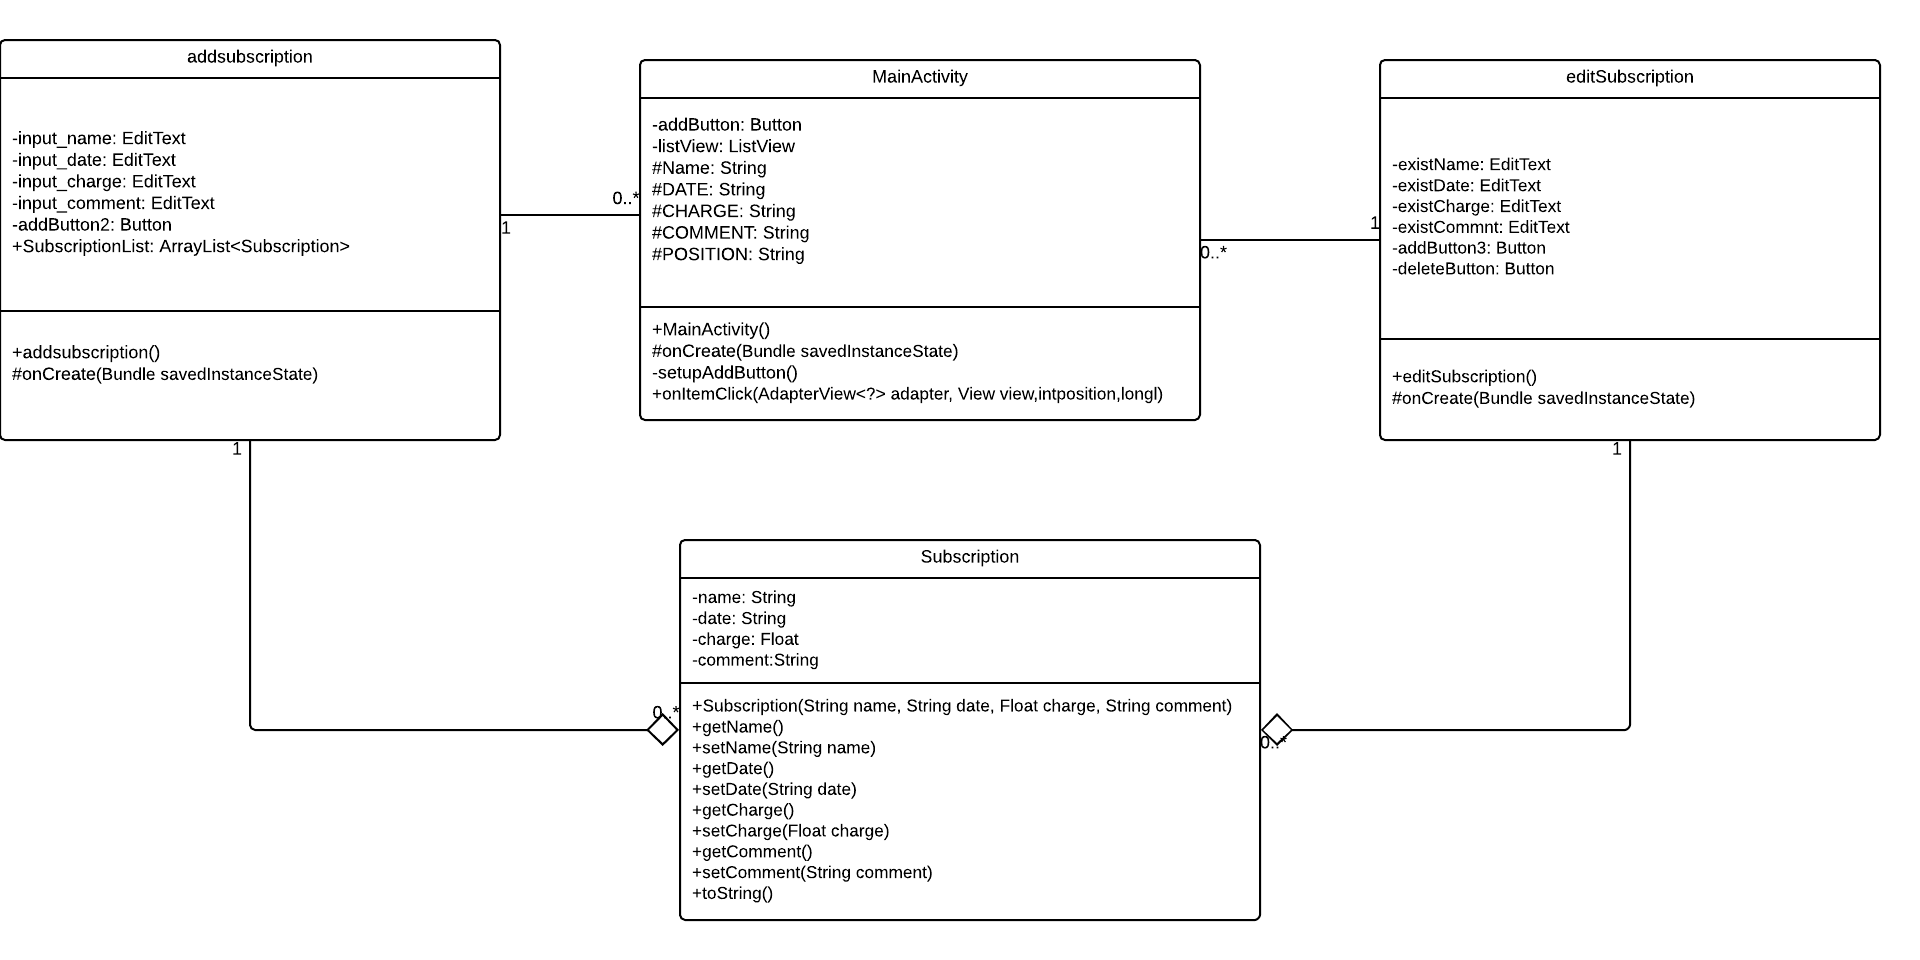 addsubscription
-input_name: EditText
-input_date: EditText
-input_charge: EditText
-input_comment: EditText
-addButton2: Button
+SubscriptionList: ArrayList<Subscription>
+addsubscription()
#onCreate(Bundle savedInstanceState)
1
0..*
MainActivity
-addButton: Button
-listView: ListView
#Name: String
#DATE: String
#CHARGE: String
#COMMENT: String
#POSITION: String
+MainActivity()
#onCreate(Bundle savedInstanceState)
-setupAddButton()
+onItemClick(AdapterView<?> adapter, View view,intposition,longl)
0..*
1
editSubscription
-existName: EditText
-existDate: EditText
-existCharge: EditText
-existCommnt: EditText
-addButton3: Button
-deleteButton: Button
+editSubscription()
#onCreate(Bundle savedInstanceState)
1
1
0..*
Subscription
-name: String
-date: String
-charge: Float
-comment:String
+Subscription(String name, String date, Float charge, String comment)
+getName()
+setName(String name)
+getDate()
+setDate(String date)
+getCharge()
+setCharge(Float charge)
+getComment()
+setComment(String comment)
+toString()
0..*